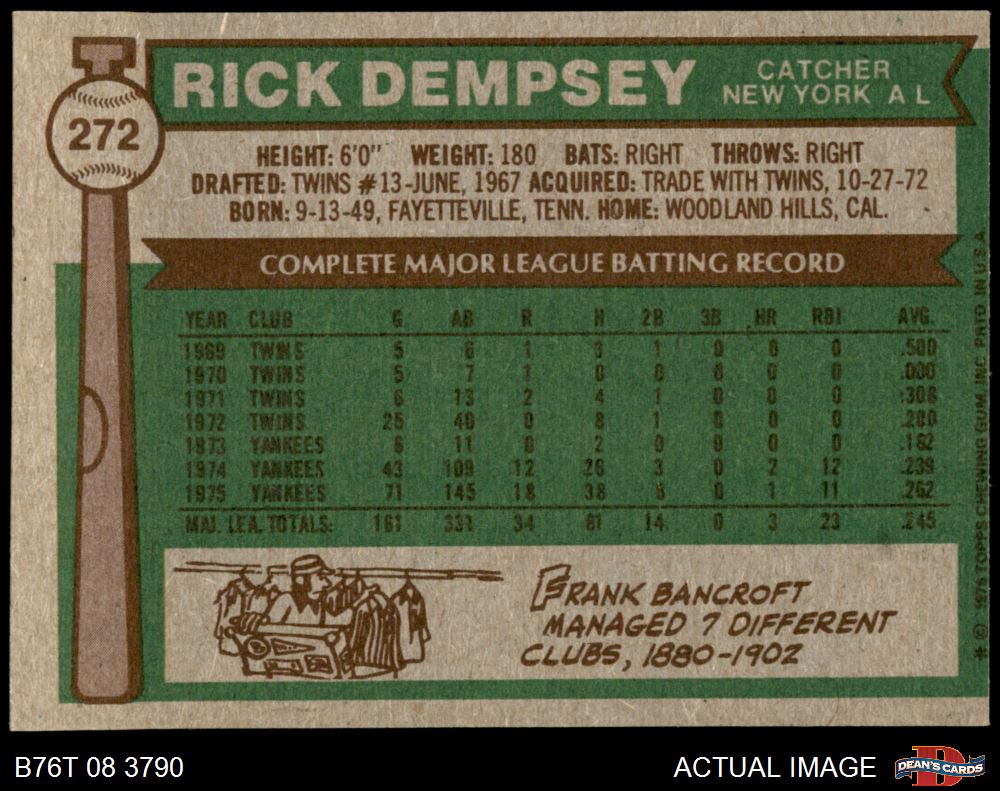 272
RICK DEMPSEY
CATCHER
NEW YORK A L
HEIGHT: 6'0" WEIGHT: 180 BATS: RIGHT THROWS: RIGHT
DRAFTED: TWINS #13-JUNE, 1967 ACQUIRED: TRADE WITH TWINS, 10-27-72
BORN: 9-13-49, FAYETTEVILLE, TENN. HOME: WOODLAND HILLS, CAL.
COMPLETE MAJOR LEAGUE BATTING RECORD
YEAR CLUB G AB R H 2B 3B HR RBI AVG.
1969 TWINS 5 6 1 3 1 0 0 0 .500
1970 TWINS 5 7 1 0 0 0 0 0 .000
1971 TWINS 6 13 2 4 1 0 0 0 .308
1972 TWINS 25 40 0 8 1 0 0 0 .200
1973 YANKEES 6 11 0 2 0 0 0 0 .182
1974 YANKEES 43 109 12 26 3 0 2 12 .239
1975 YANKEES 71 145 18 38 8 0 1 11 .262
MAJ. LEA. TOTALS: 161 331 34 81 14 0 3 23 .245
FRANK BANCROFT
MANAGED 7 DIFFERENT
CLUBS, 1880-1902
* © 1976 TOPPS CHEWING GUM, INC. PRTD. IN U.S.A.
B76T 08 3790
ACTUAL IMAGE
DEAN'S CARDS